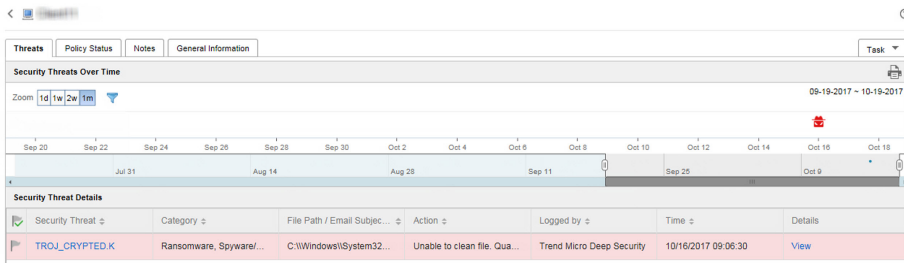 Threats Policy Status Notes General Information Task
Security Threats Over Time
Zoom 1d 1w 2w 1m 09-19-2017 ~ 10-19-2017
Sep 20 Sep 22 Sep 24 Sep 26 Sep 28 Sep 30 Oct 2 Oct 4 Oct 6 Oct 8 Oct 10 Oct 12 Oct 14 Oct 16 Oct 18
Jul 31 Aug 14 Aug 28 Sep 11 Sep 25 Oct 9
Security Threat Details
Security Threat Category File Path / Email Subjec... Action Logged by Time Details
TROJ_CRYPTED.K Ransomware, Spyware/... C:\\Windows\\System32... Unable to clean file. Qua... Trend Micro Deep Security 10/16/2017 09:06:30 View